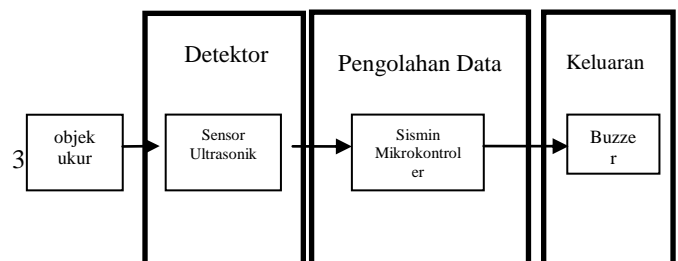 Detektor
Pengolahan Data
Keluaran
3
objek
ukur
Sensor
Ultrasonik
Sismin
Mikrokontrol
er
Buzze
r